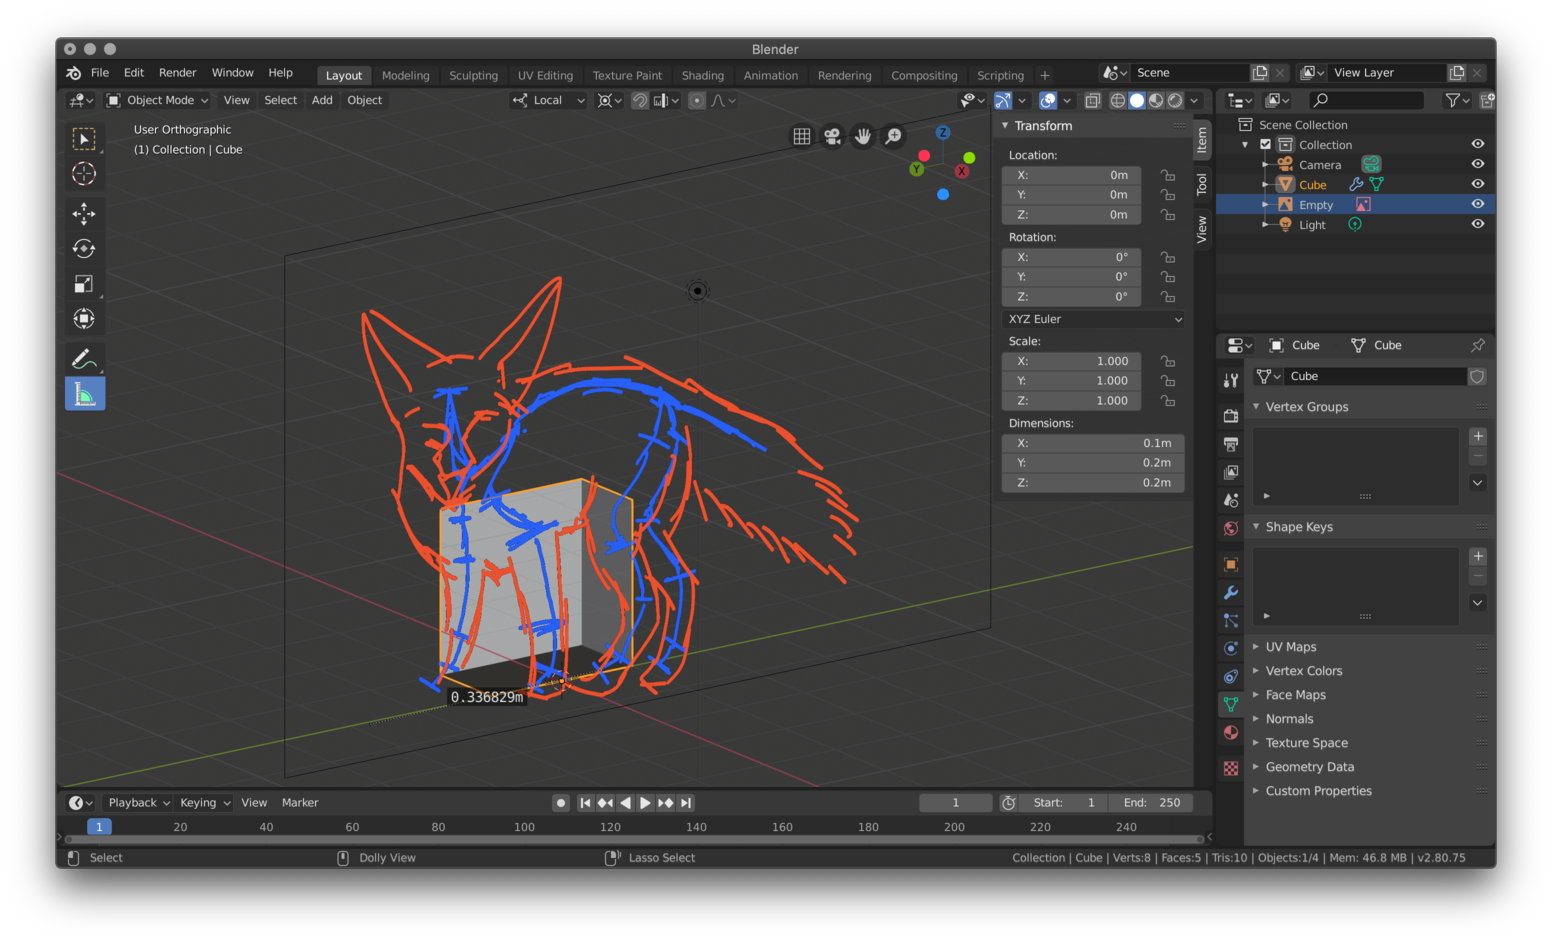 Blender
File Edit Render Window Help
Layout Modeling Sculpting UV Editing Texture Paint Shading Animation Rendering Compositing Scripting +
Scene
View Layer
Object Mode View Select Add Object
Local
User Orthographic
(1) Collection | Cube
Z
Y
X
Transform
Location:
X: 0m
Y: 0m
Z: 0m
Rotation:
X: 0°
Y: 0°
Z: 0°
XYZ Euler
Scale:
X: 1.000
Y: 1.000
Z: 1.000
Dimensions:
X: 0.1m
Y: 0.2m
Z: 0.2m
Item
Tool
View
0.336829m
Scene Collection
Collection
Camera
Cube
Empty
Light
Cube Cube
Cube
Vertex Groups
Shape Keys
UV Maps
Vertex Colors
Face Maps
Normals
Texture Space
Geometry Data
Custom Properties
Playback Keying View Marker
1 Start: 1 End: 250
1 20 40 60 80 100 120 140 160 180 200 220 240
Select Dolly View Lasso Select
Collection | Cube | Verts:8 | Faces:5 | Tris:10 | Objects:1/4 | Mem: 46.8 MB | v2.80.75